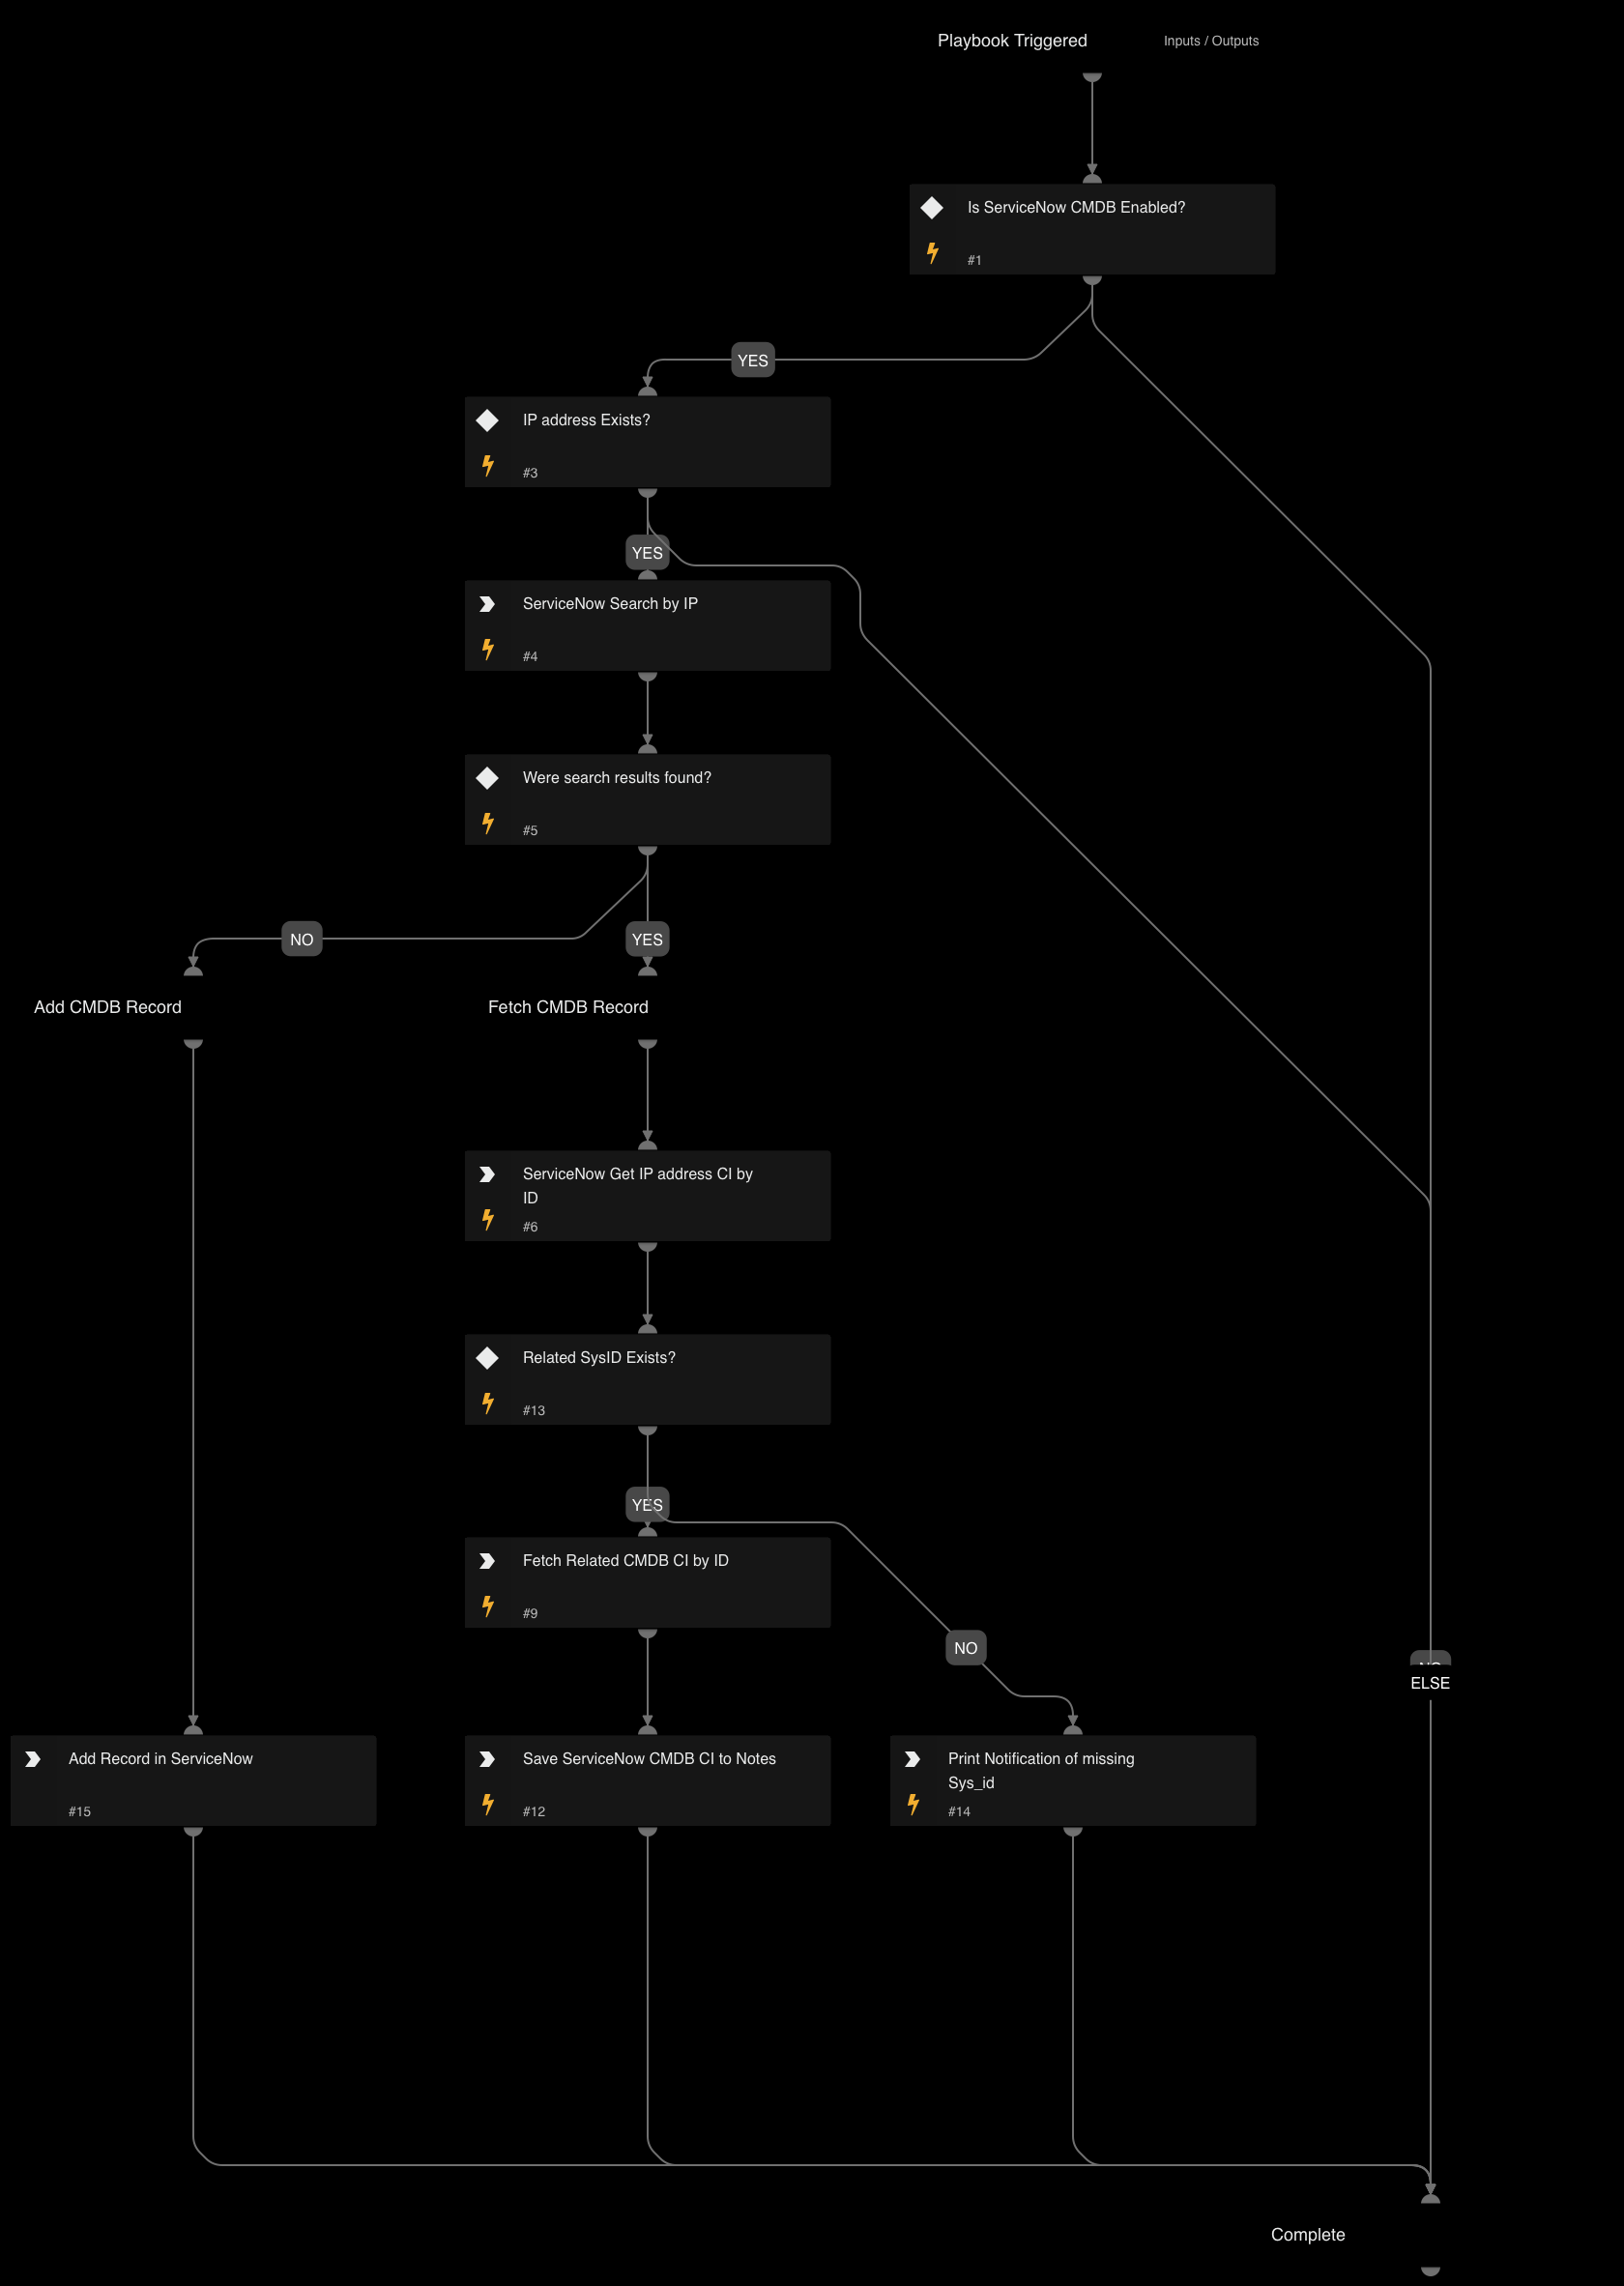 Playbook Triggered
Inputs / Outputs
Is ServiceNow CMDB Enabled?
#1
YES
IP address Exists?
#3
YES
ServiceNow Search by IP
#4
Were search results found?
#5
NO
YES
Add CMDB Record
Fetch CMDB Record
ServiceNow Get IP address CI by
ID
#6
Related SysID Exists?
#13
YES
Fetch Related CMDB CI by ID
#9
NO
ELSE
Add Record in ServiceNow
#15
Save ServiceNow CMDB CI to Notes
#12
Print Notification of missing
Sys_id
#14
Complete